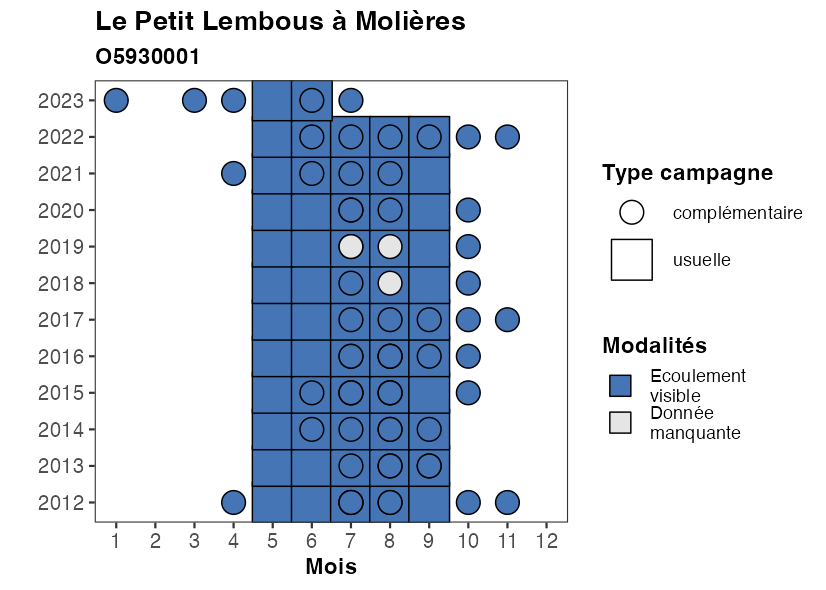 Le Petit Lembous à Molières
O5930001
2023
2022
2021
2020
2019
2018
2017
2016
2015
2014
2013
2012
1 2 3 4 5 6 7 8 9 10 11 12
Mois
Type campagne
complémentaire
usuelle
Modalités
Ecoulement
visible
Donnée
manquante